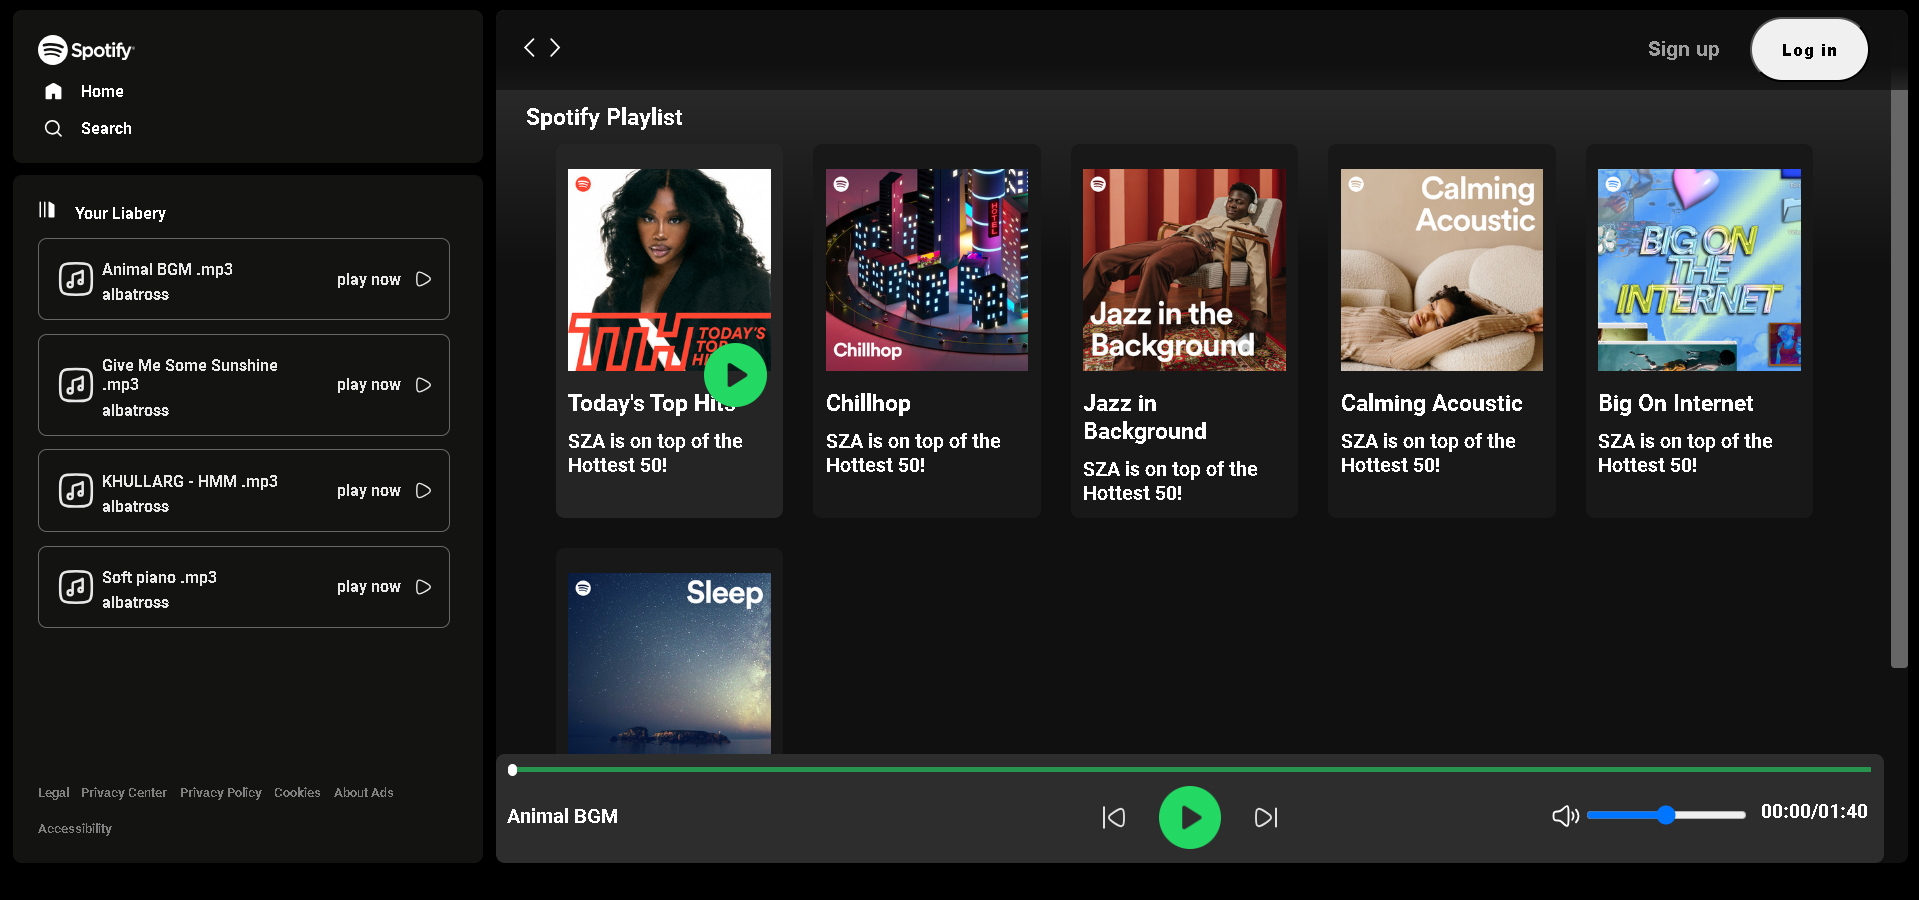 Spotify
Home
Search
Your Liabery
Animal BGM .mp3
albatross
play now
Give Me Some Sunshine
.mp3
albatross
play now
KHULLARG - HMM .mp3
albatross
play now
Soft piano .mp3
albatross
play now
Legal Privacy Center Privacy Policy Cookies About Ads
Accessibility
Sign up
Log in
Spotify Playlist
TTH
TODAY'S
TOP
HI
Today's Top Hits
SZA is on top of the
Hottest 50!
HOTEL
Chillhop
Chillhop
SZA is on top of the
Hottest 50!
Jazz in the
Background
Jazz in
Background
SZA is on top of the
Hottest 50!
Calming
Acoustic
Calming Acoustic
SZA is on top of the
Hottest 50!
BIG ON
THE
INTERNET
Big On Internet
SZA is on top of the
Hottest 50!
Sleep
Animal BGM
00:00/01:40